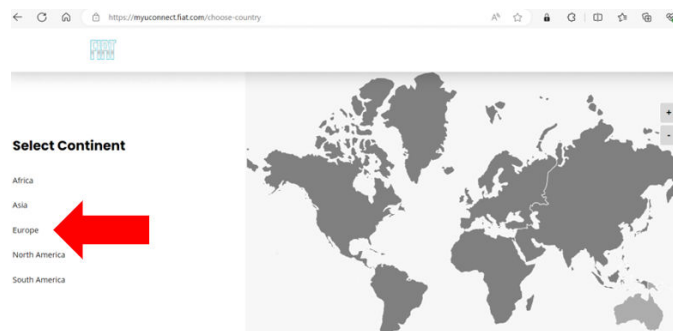 https://myuconnect.fiat.com/choose-country
Select Continent
Africa
Asia
Europe
North America
South America
+
-